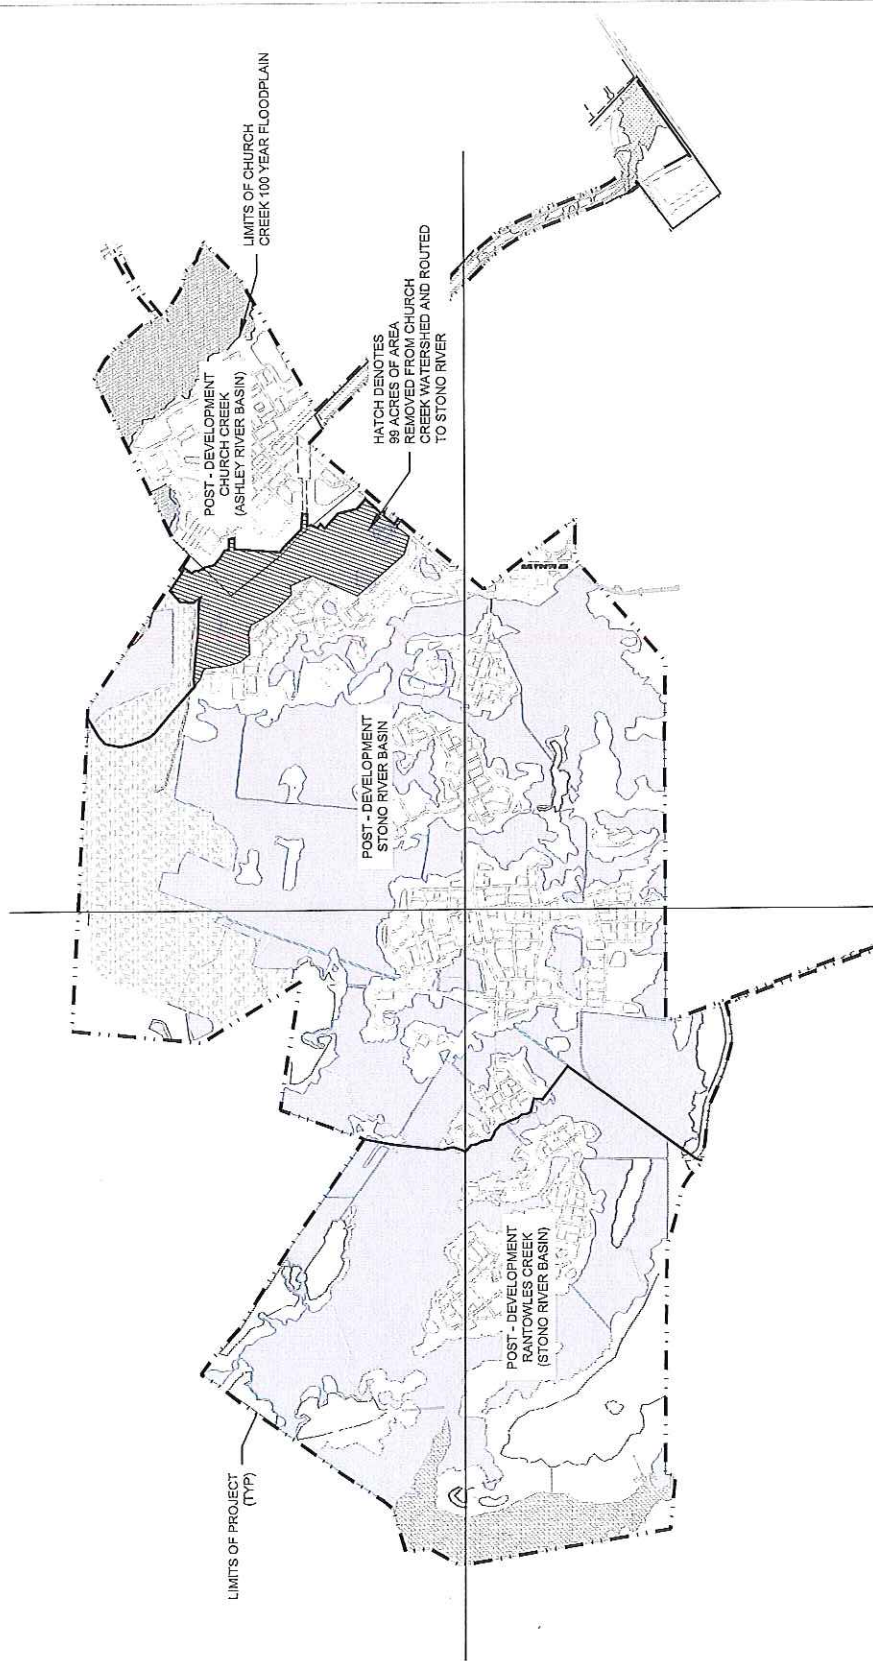 LIMITS OF CHURCH
CREEK 100 YEAR FLOODPLAIN
POST - DEVELOPMENT
CHURCH CREEK
(ASHLEY RIVER BASIN)
HATCH DENOTES
99 ACRES OF AREA
REMOVED FROM CHURCH
CREEK WATERSHED AND ROUTED
TO STONO RIVER
POST - DEVELOPMENT
STONO RIVER BASIN
POST - DEVELOPMENT
RANTOWLES CREEK
(STONO RIVER BASIN)
LIMITS OF PROJECT
(TYP)